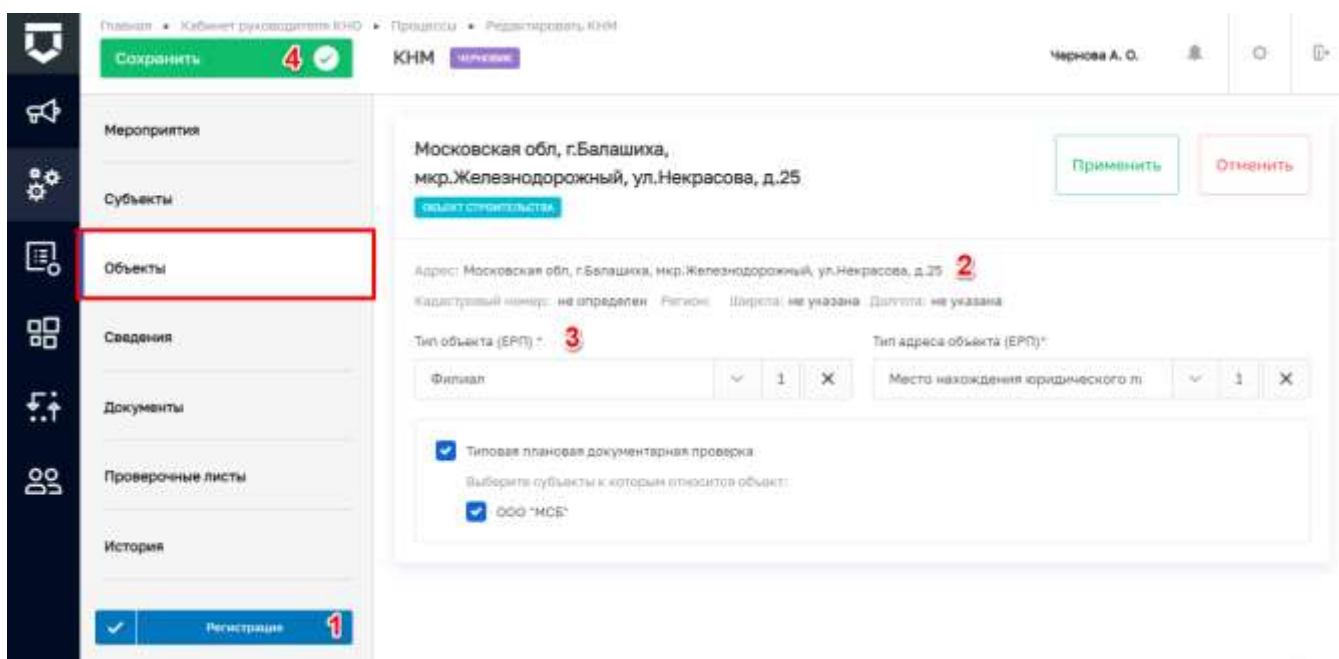 Главная • Кабинет руководителя КНО • Процессы • Редактировать КНМ
Сохранить 4
КНМ ЧЕРНОВИК
Чернова А. О.
Мероприятия
Субъекты
Объекты
Сведения
Документы
Проверочные листы
История
Регистрация 1
Московская обл, г.Балашиха,
мкр.Железнодорожный, ул.Некрасова, д.25
ОБЪЕКТ СТРОИТЕЛЬСТВА
Применить
Отменить
Адрес: Московская обл, г.Балашиха, мкр.Железнодорожный, ул.Некрасова, д.25 2
Кадастровый номер: не определен Регион: Широта: не указана Долгота: не указана
Тип объекта (ЕРП) * 3
Тип адреса объекта (ЕРП)*
Филиал 1
Место нахождения юридического л 1
Типовая плановая документарная проверка
Выберите субъекты к которым относится объект:
ООО "МСБ"